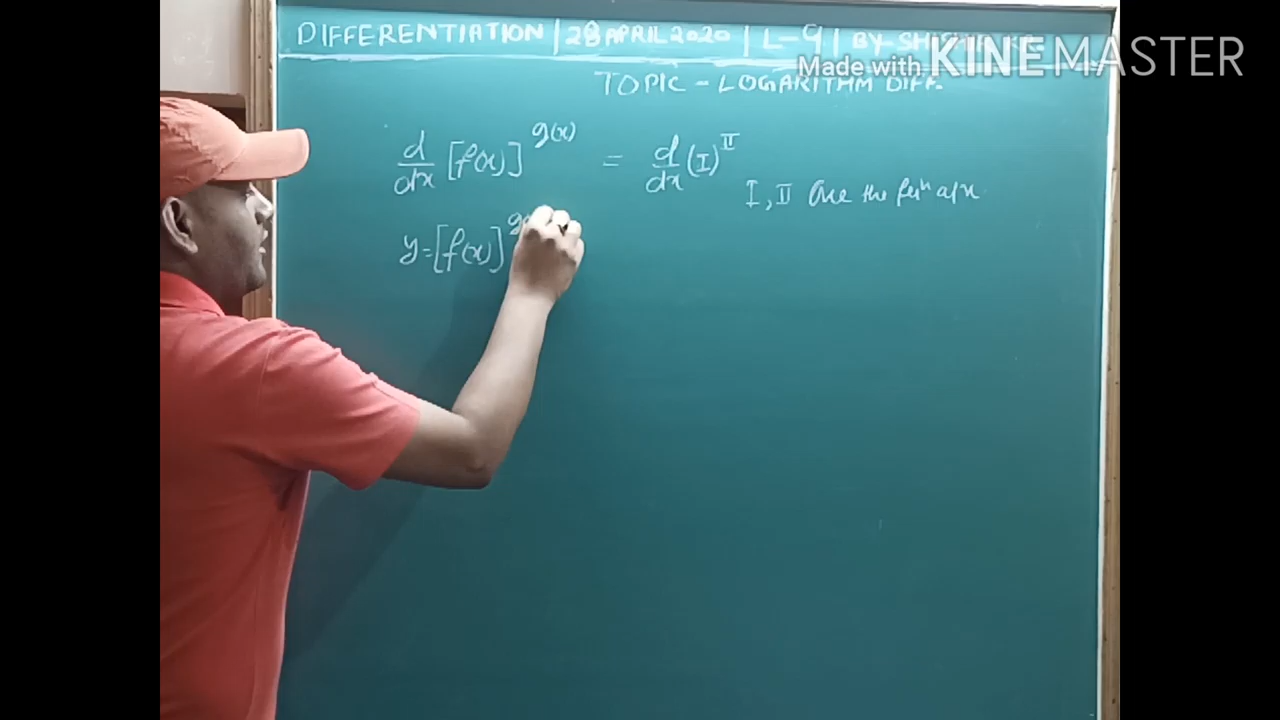 DIFFERENTIATION | 28 APRIL 2020 | L-9 | BY
Made with KINEMASTER
TOPIC - LOGARITHM DIFF.
d/dx [f(x)]^g(x) = d/dx (I)^II
I, II are the fcn of x
y=[f(x)]^g